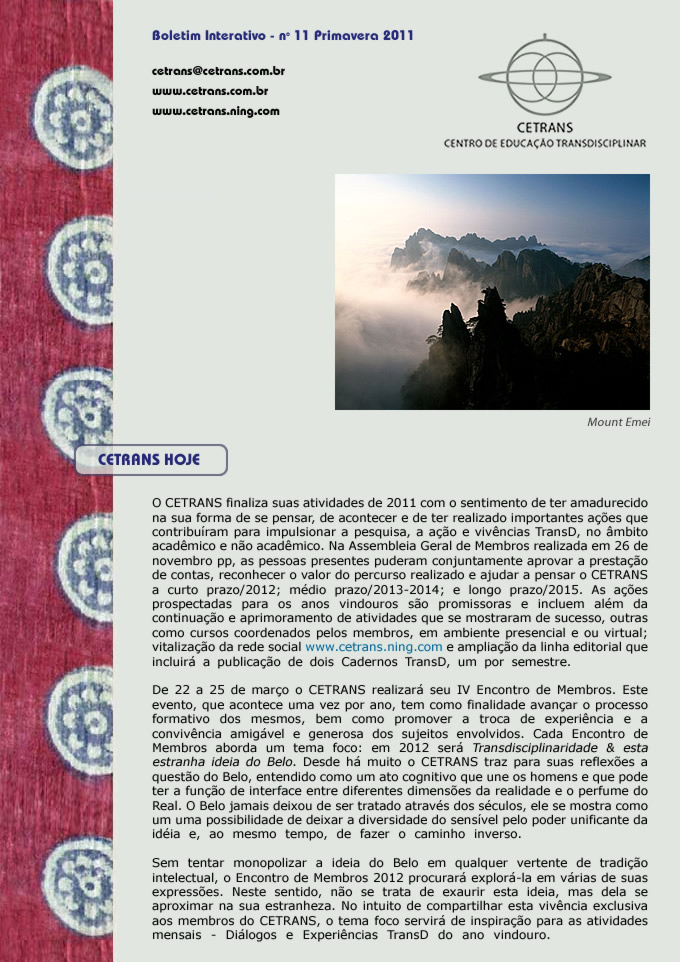 Boletim Interativo - nº 11 Primavera 2011
cetrans@cetrans.com.br
www.cetrans.com.br
www.cetrans.ning.com
CETRANS
CENTRO DE EDUCAÇÃO TRANSDISCIPLINAR
Mount Emei
CETRANS HOJE
O CETRANS finaliza suas atividades de 2011 com o sentimento de ter amadurecido
na sua forma de se pensar, de acontecer e de ter realizado importantes ações que
contribuíram para impulsionar a pesquisa, a ação e vivências TransD, no âmbito
acadêmico e não acadêmico. Na Assembleia Geral de Membros realizada em 26 de
novembro pp, as pessoas presentes puderam conjuntamente aprovar a prestação
de contas, reconhecer o valor do percurso realizado e ajudar a pensar o CETRANS
a curto prazo/2012; médio prazo/2013-2014; e longo prazo/2015. As ações
prospectadas para os anos vindouros são promissoras e incluem além da
continuação e aprimoramento de atividades que se mostraram de sucesso, outras
como cursos coordenados pelos membros, em ambiente presencial e ou virtual;
vitalização da rede social www.cetrans.ning.com e ampliação da linha editorial que
incluirá a publicação de dois Cadernos TransD, um por semestre.
De 22 a 25 de março o CETRANS realizará seu IV Encontro de Membros. Este
evento, que acontece uma vez por ano, tem como finalidade avançar o processo
formativo dos mesmos, bem como promover a troca de experiência e a
convivência amigável e generosa dos sujeitos envolvidos. Cada Encontro de
Membros aborda um tema foco: em 2012 será Transdisciplinaridade & esta
estranha ideia do Belo. Desde há muito o CETRANS traz para suas reflexões a
questão do Belo, entendido como um ato cognitivo que une os homens e que pode
ter a função de interface entre diferentes dimensões da realidade e o perfume do
Real. O Belo jamais deixou de ser tratado através dos séculos, ele se mostra como
um uma possibilidade de deixar a diversidade do sensível pelo poder unificante da
idéia e, ao mesmo tempo, de fazer o caminho inverso.
Sem tentar monopolizar a ideia do Belo em qualquer vertente de tradição
intelectual, o Encontro de Membros 2012 procurará explorá-la em várias de suas
expressões. Neste sentido, não se trata de exaurir esta ideia, mas dela se
aproximar na sua estranheza. No intuito de compartilhar esta vivência exclusiva
aos membros do CETRANS, o tema foco servirá de inspiração para as atividades
mensais - Diálogos e Experiências TransD do ano vindouro.